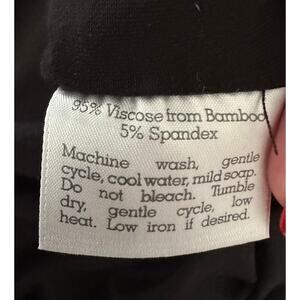 95% Viscose from Bamboo
5% Spandex
Machine wash, gentle
cycle, cool water, mild soap.
Do not bleach. Tumble
dry, gentle cycle, low
heat. Low iron if desired.